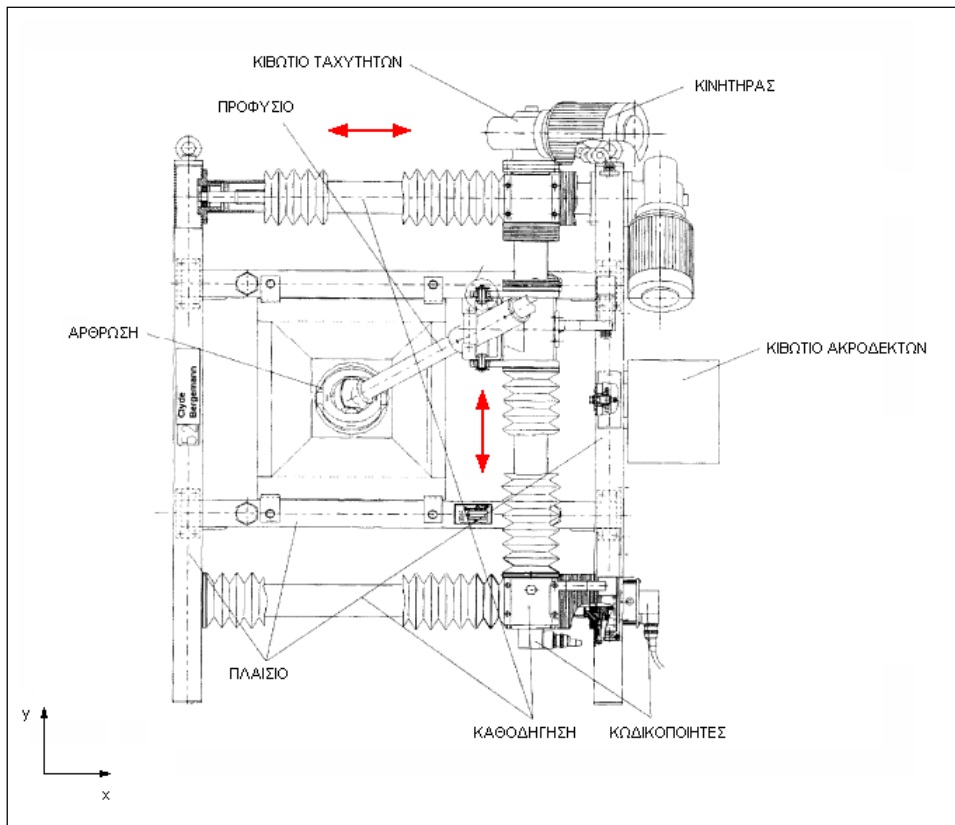 ΚΙΒΩΤΙΟ ΤΑΧΥΤΗΤΩΝ
ΚΙΝΗΤΗΡΑΣ
ΠΡΟΦΥΣΙΟ
ΑΡΘΡΩΣΗ
ΚΙΒΩΤΙΟ ΑΚΡΟΔΕΚΤΩΝ
Clyde
Bergemann
ΠΛΑΙΣΙΟ
ΚΑΘΟΔΗΓΗΣΗ
ΚΩΔΙΚΟΠΟΙΗΤΕΣ
y
x